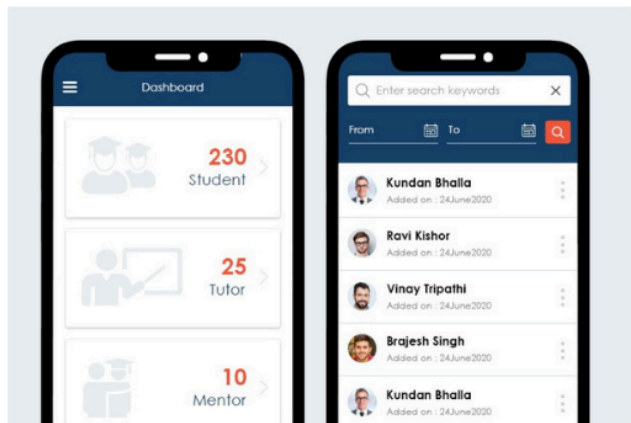 Dashboard
230
Student
25
Tutor
10
Mentor
Enter search keywords
From
To
Kundan Bhalla
Added on : 24June2020
Ravi Kishor
Added on : 24June2020
Vinay Tripathi
Added on : 24June2020
Brajesh Singh
Added on : 24June2020
Kundan Bhalla
Added on : 24June2020